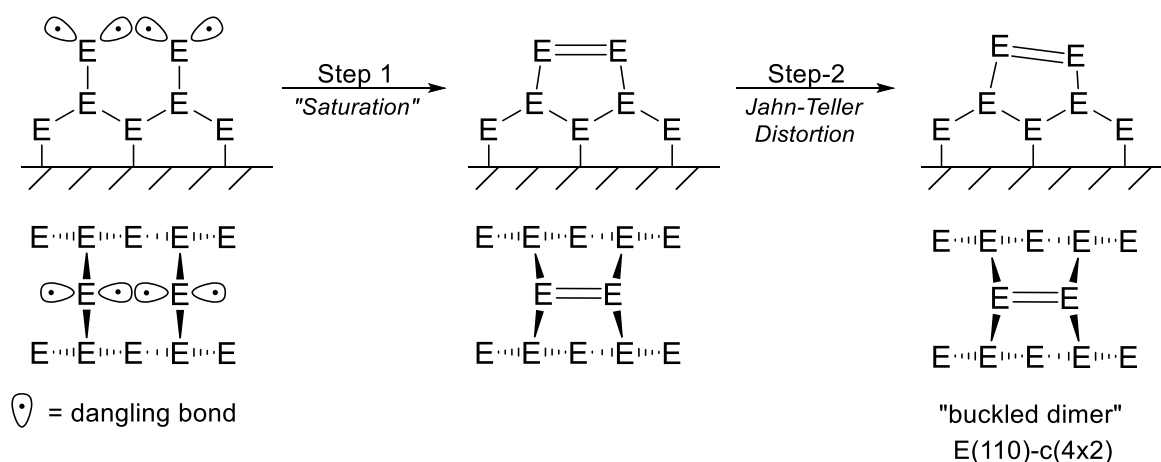 E E
E E
E E E
Step 1
"Saturation"
E E
E E
E E E
Step-2
Jahn-Teller
Distortion
E E
E E
E E E
E E E E E
E E
E E E E E
E E E E E
E E
E E E E E
E E E E E
E E
E E E E E
= dangling bond
"buckled dimer"
E(110)-c(4x2)